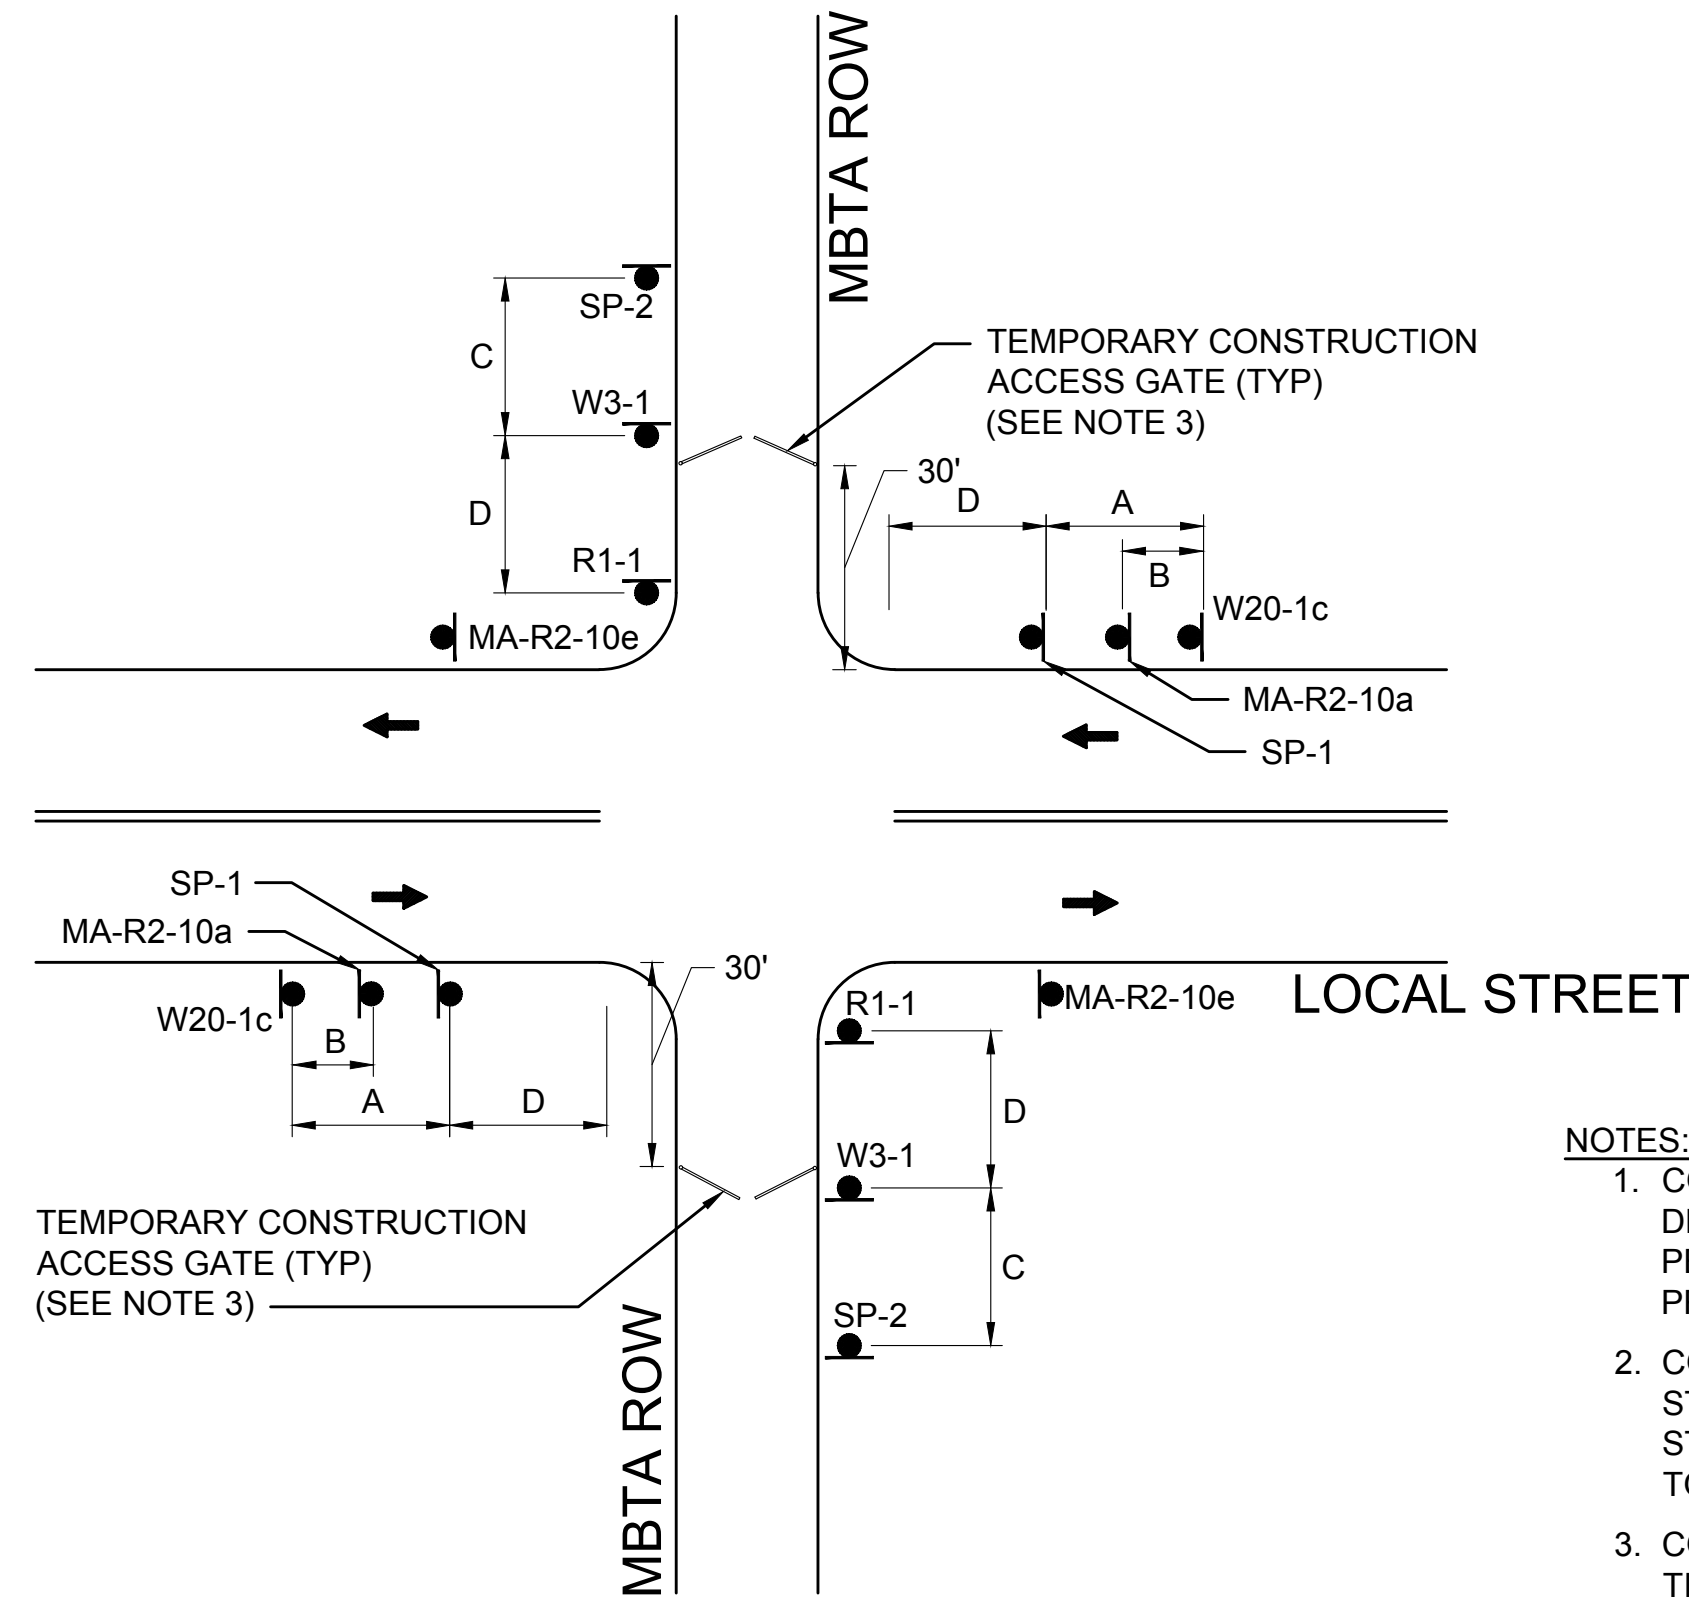 MBTA ROW
SP-2
C
W3-1
D
R1-1
MA-R2-10e
TEMPORARY CONSTRUCTION
ACCESS GATE (TYP)
(SEE NOTE 3)
30'
D
A
B
W20-1c
MA-R2-10a
SP-1
SP-1
MA-R2-10a
W20-1c
B
A
D
30'
R1-1
MA-R2-10e
LOCAL STREET
D
W3-1
C
SP-2
TEMPORARY CONSTRUCTION
ACCESS GATE (TYP)
(SEE NOTE 3)
MBTA ROW
NOTES:
1.
2.
3.